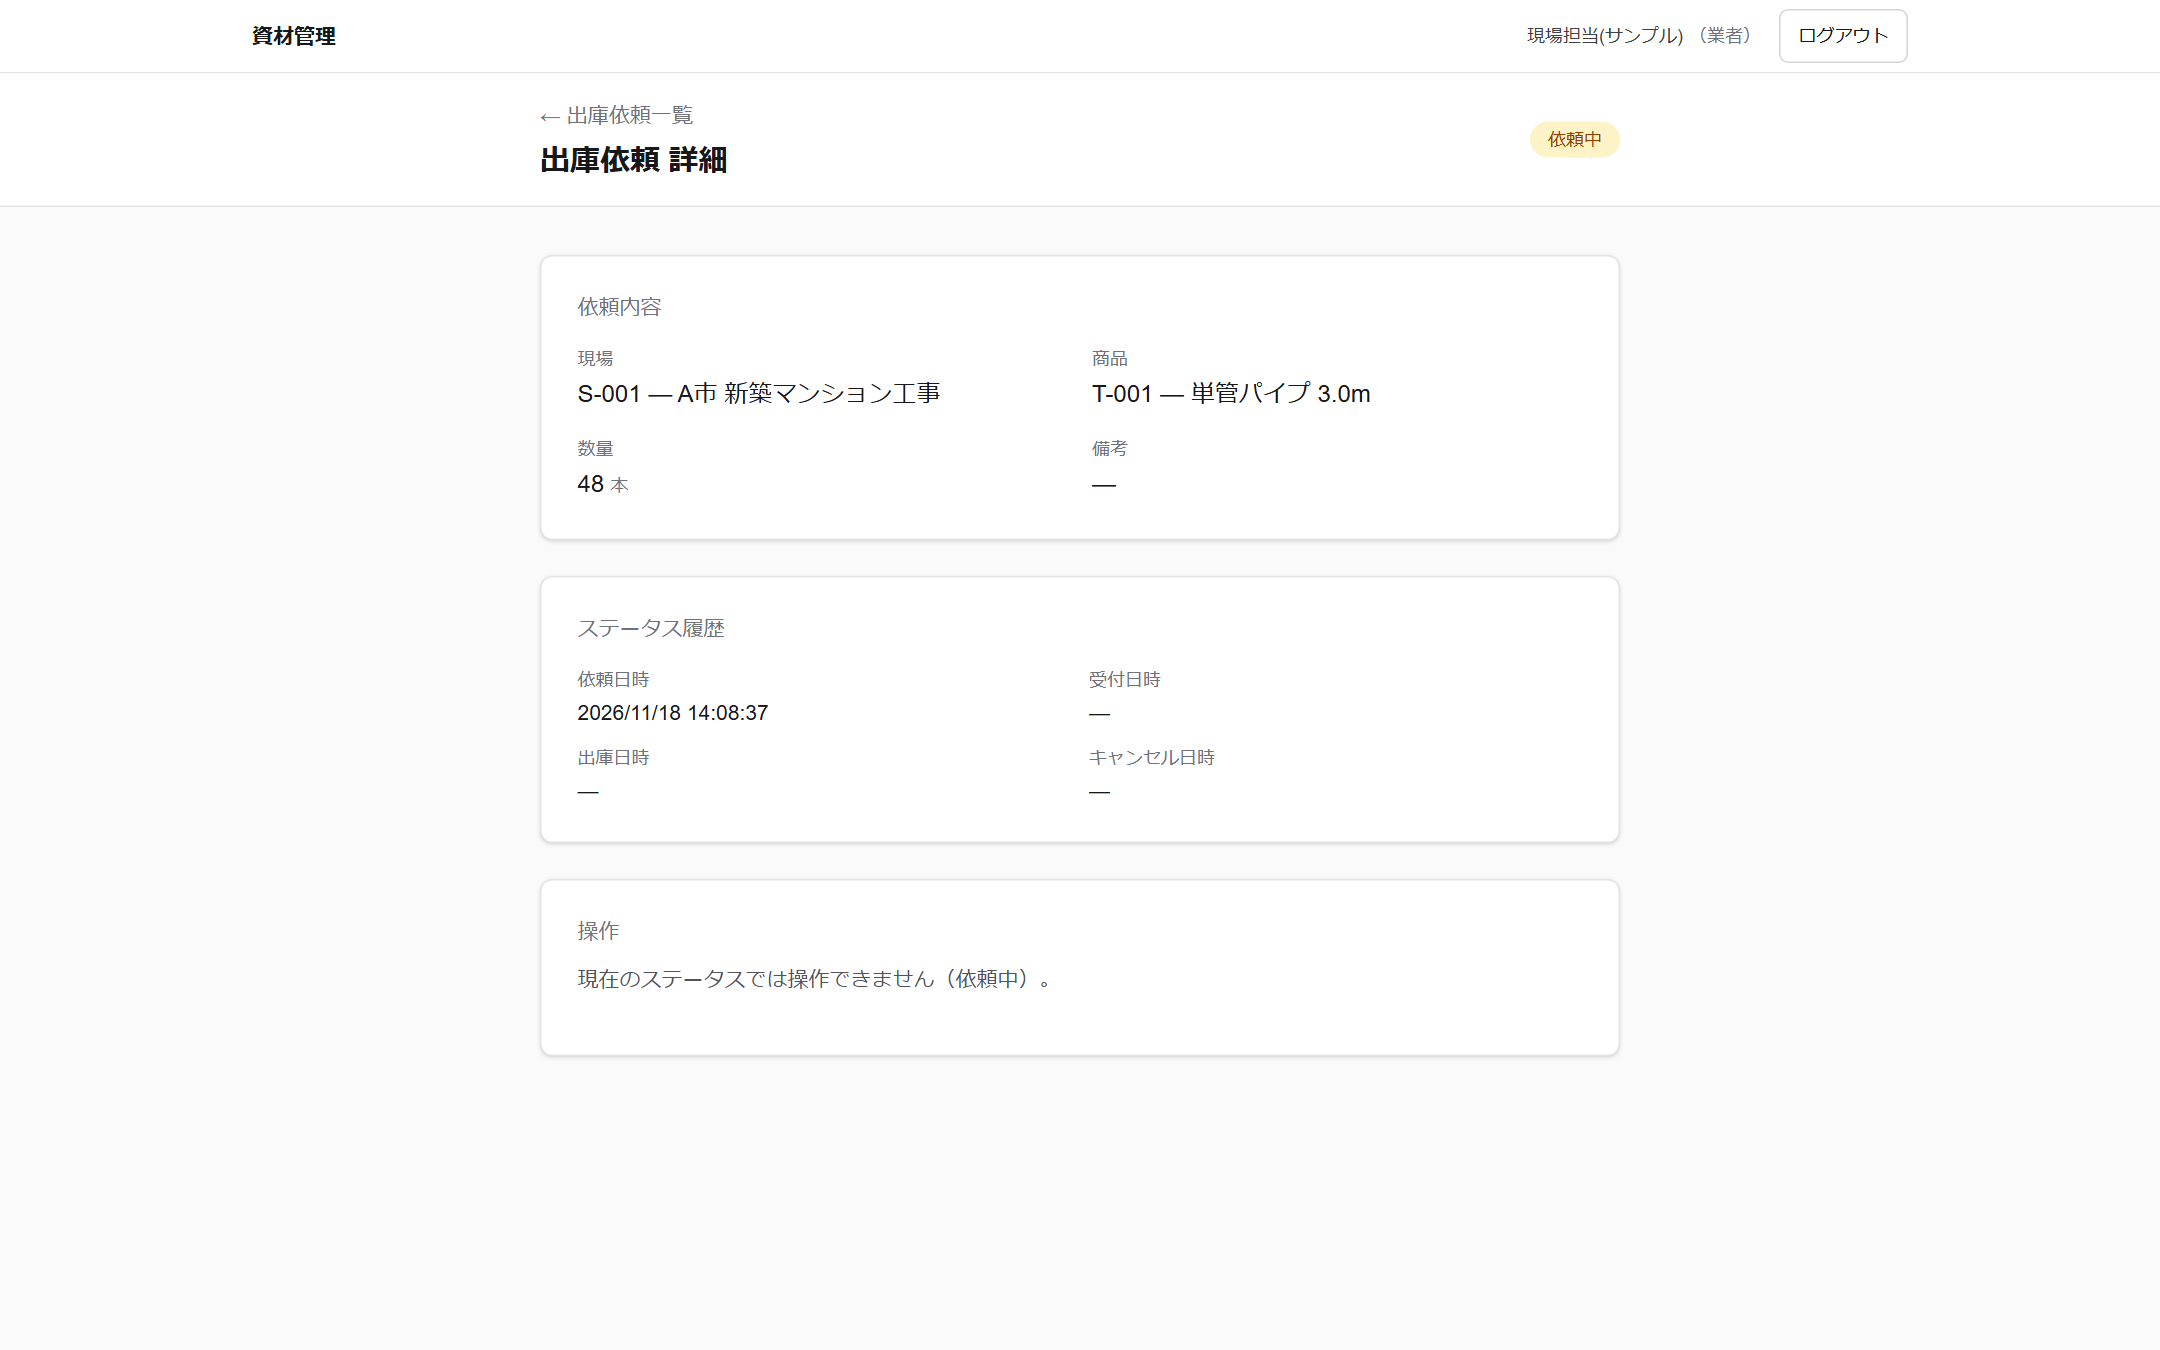 資材管理
現場担当(サンプル) （業者）
ログアウト
← 出庫依頼一覧
出庫依頼 詳細
依頼中
依頼内容
現場
S-001 — A市 新築マンション工事
商品
T-001 — 単管パイプ 3.0m
数量
48 本
備考
—
ステータス履歴
依頼日時
2026/11/18 14:08:37
受付日時
—
出庫日時
—
キャンセル日時
—
操作
現在のステータスでは操作できません（依頼中）。